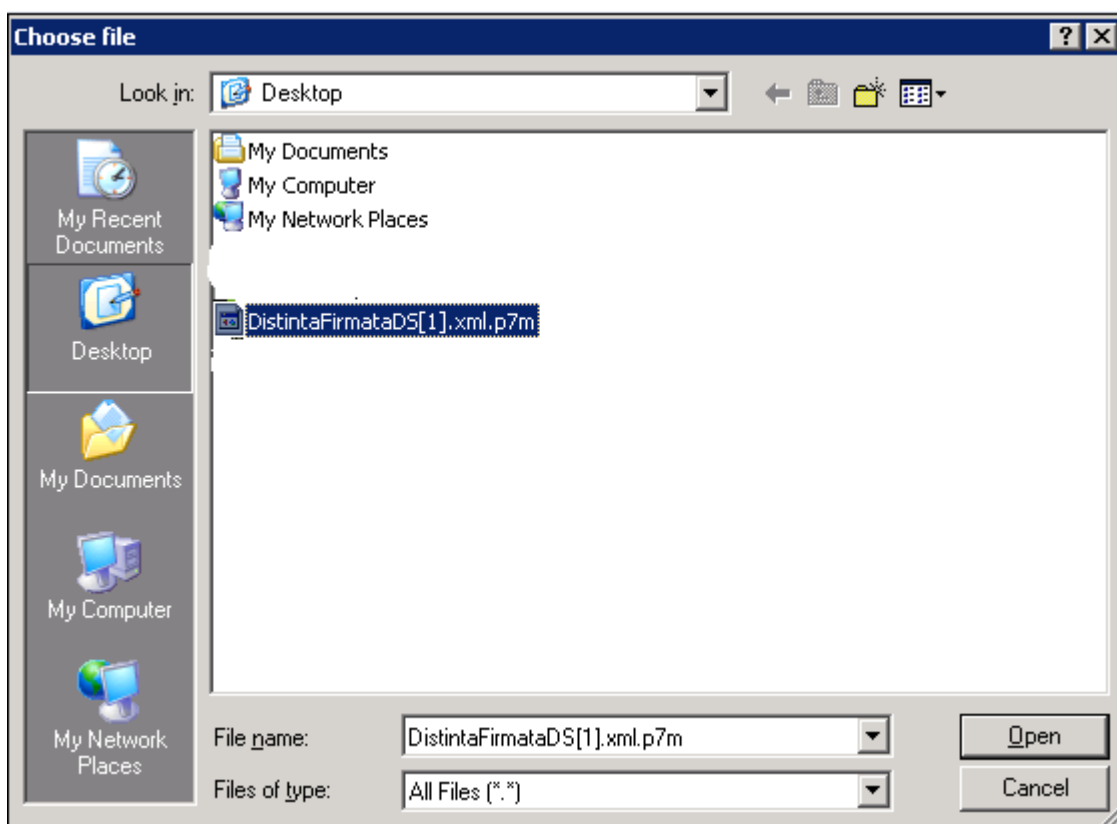 Choose file
Look in:
Desktop
My Documents
My Computer
My Network Places
DistintaFirmataDS[1].xml.p7m
My Recent
Documents
Desktop
My Documents
My Computer
My Network
Places
File name:
DistintaFirmataDS[1].xml.p7m
Open
Files of type:
All Files (*.*)
Cancel